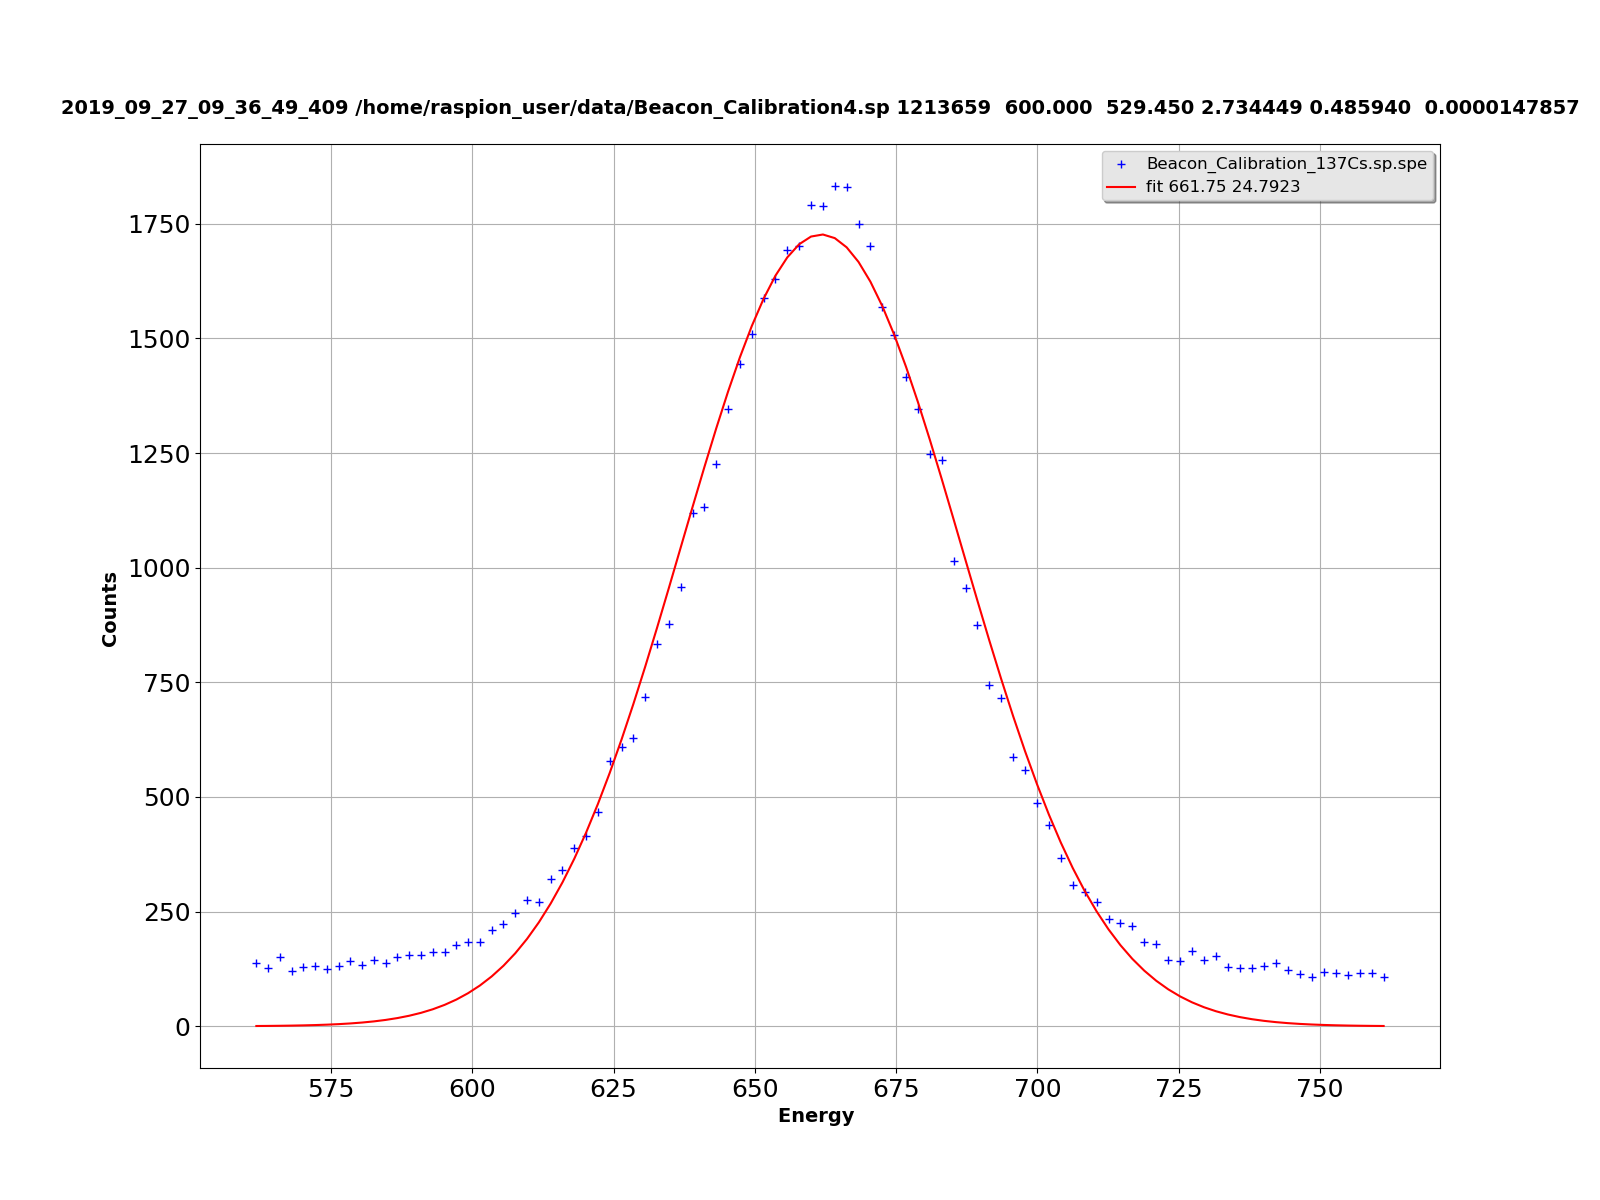 2019_09_27_09_36_49_409 /home/raspion_user/data/Beacon_Calibration4.sp 1213659  600.000  529.450 2.734449 0.485940  0.0000147857
Beacon_Calibration_137Cs.sp.spe
fit 661.75 24.7923
1750
1500
1250
1000
750
500
250
0
Counts
575 600 625 650 675 700 725 750
Energy